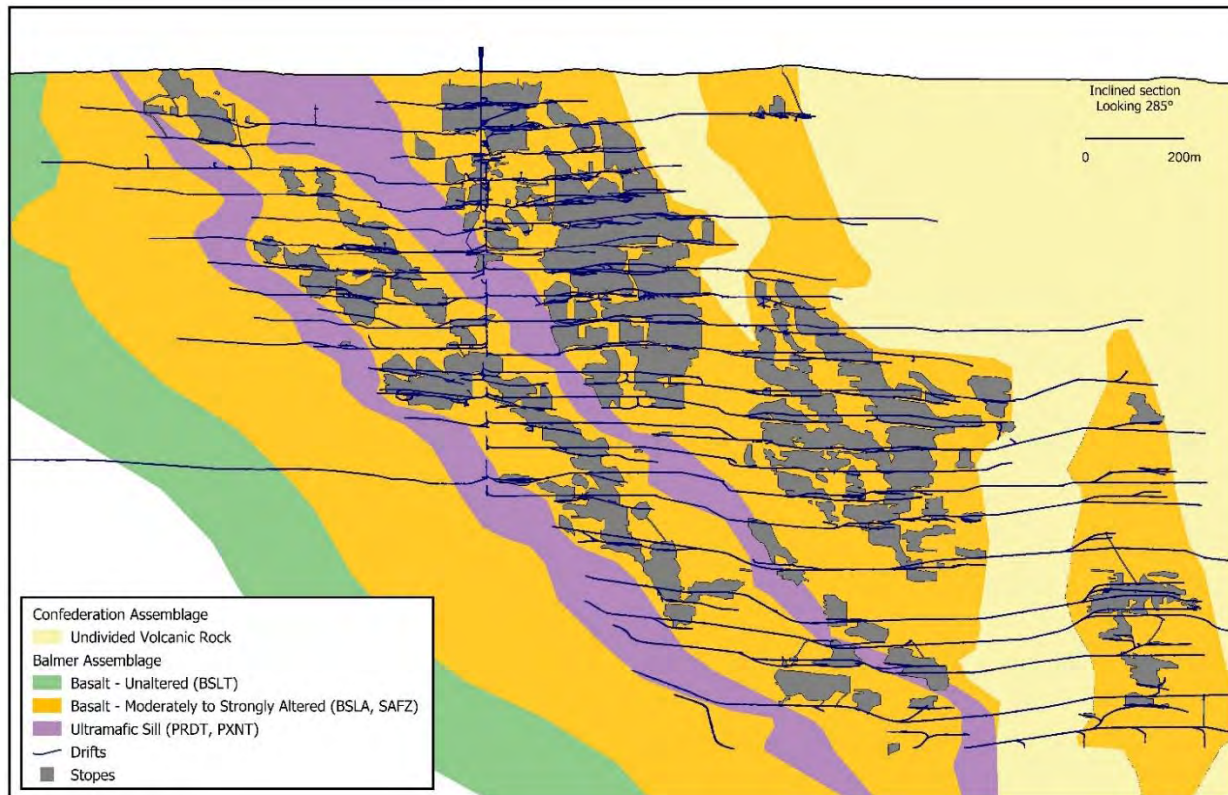 Inclined section
Looking 285°
0 200m
Confederation Assemblage
Undivided Volcanic Rock
Balmer Assemblage
Basalt - Unaltered (BSLT)
Basalt - Moderately to Strongly Altered (BSLA, SAFZ)
Ultramafic Sill (PRDT, PXNT)
Drifts
Stopes